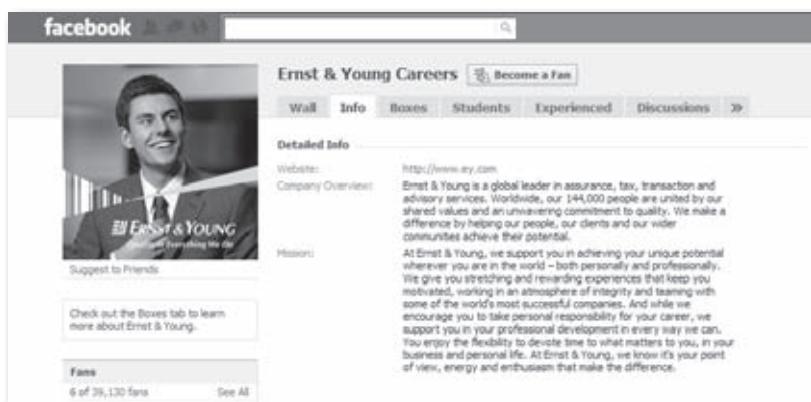 facebook
Ernst & Young Careers
Become a Fan
Wall Info Boxes Students Experienced Discussions »
Detailed Info
Website: http://www.ey.com
Company Overview: Ernst & Young is a global leader in assurance, tax, transaction and
advisory services. Worldwide, our 144,000 people are united by our
shared values and an unwavering commitment to quality. We make a
difference by helping our people, our clients and our wider
communities achieve their potential.
Mission: At Ernst & Young, we support you in achieving your unique potential
wherever you are in the world – both personally and professionally.
We give you stretching and rewarding experiences that keep you
motivated, working in an atmosphere of integrity and teaming with
some of the world's most successful companies. And while we
encourage you to take personal responsibility for your career, we
support you in your professional development in every way we can.
You enjoy the flexibility to devote time to what matters to you, in your
business and personal life. At Ernst & Young, we know it's your point
of view, energy and enthusiasm that make the difference.
ERNST & YOUNG
Quality In Everything We Do
Suggest to Friends
Check out the Boxes tab to learn
more about Ernst & Young.
Fans
6 of 39,130 fans See All